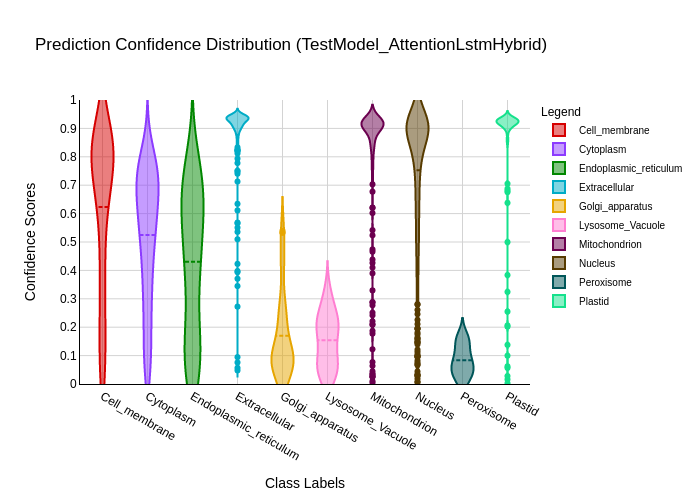 Prediction Confidence Distribution (TestModel_AttentionLstmHybrid)
Legend
Cell_membrane
Cytoplasm
Endoplasmic_reticulum
Extracellular
Golgi_apparatus
Lysosome_Vacuole
Mitochondrion
Nucleus
Peroxisome
Plastid
Confidence Scores
1
0.9
0.8
0.7
0.6
0.5
0.4
0.3
0.2
0.1
0
Cell_membrane
Cytoplasm
Endoplasmic_reticulum
Extracellular
Golgi_apparatus
Lysosome_Vacuole
Mitochondrion
Nucleus
Peroxisome
Plastid
Class Labels